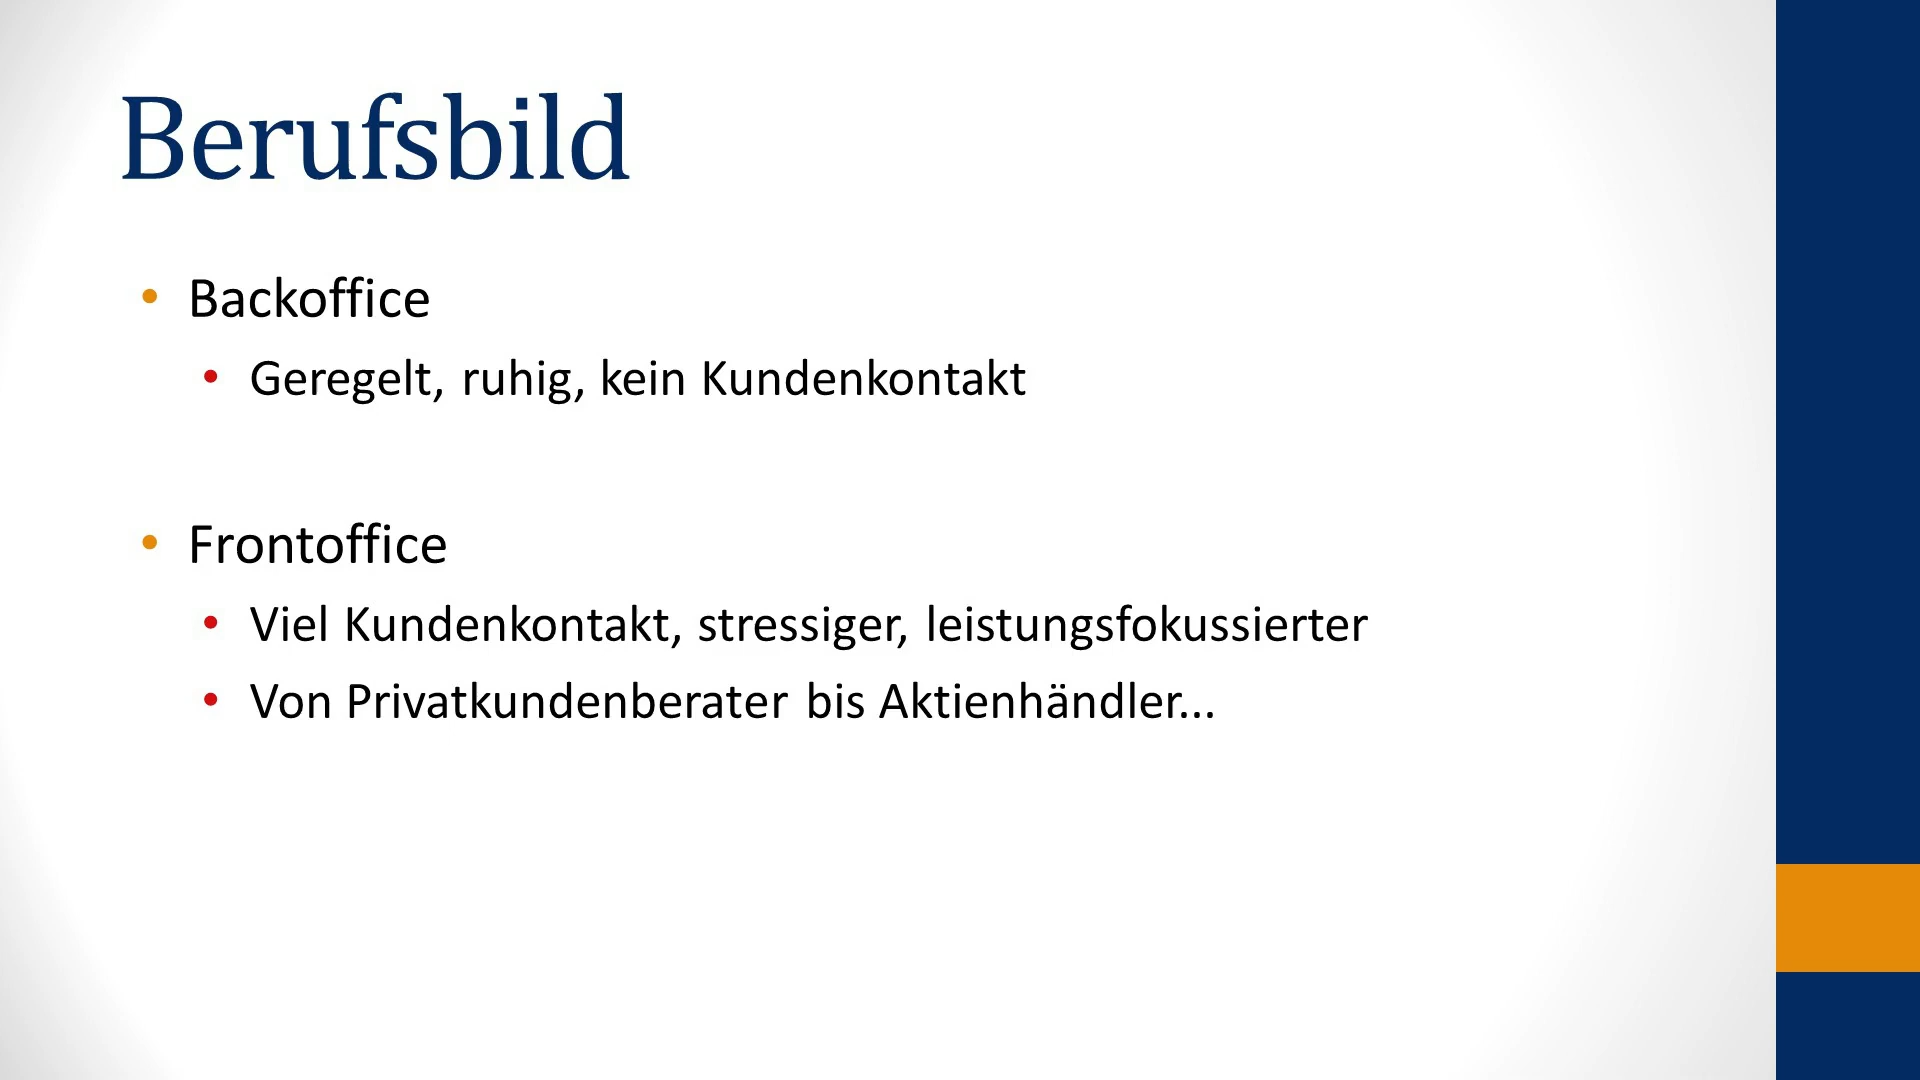 Berufsbild
• Backoffice
• Geregelt, ruhig, kein Kundenkontakt
• Frontoffice
• Viel Kundenkontakt, stressiger, leistungsfokussierter
• Von Privatkundenberater bis Aktienhändler...